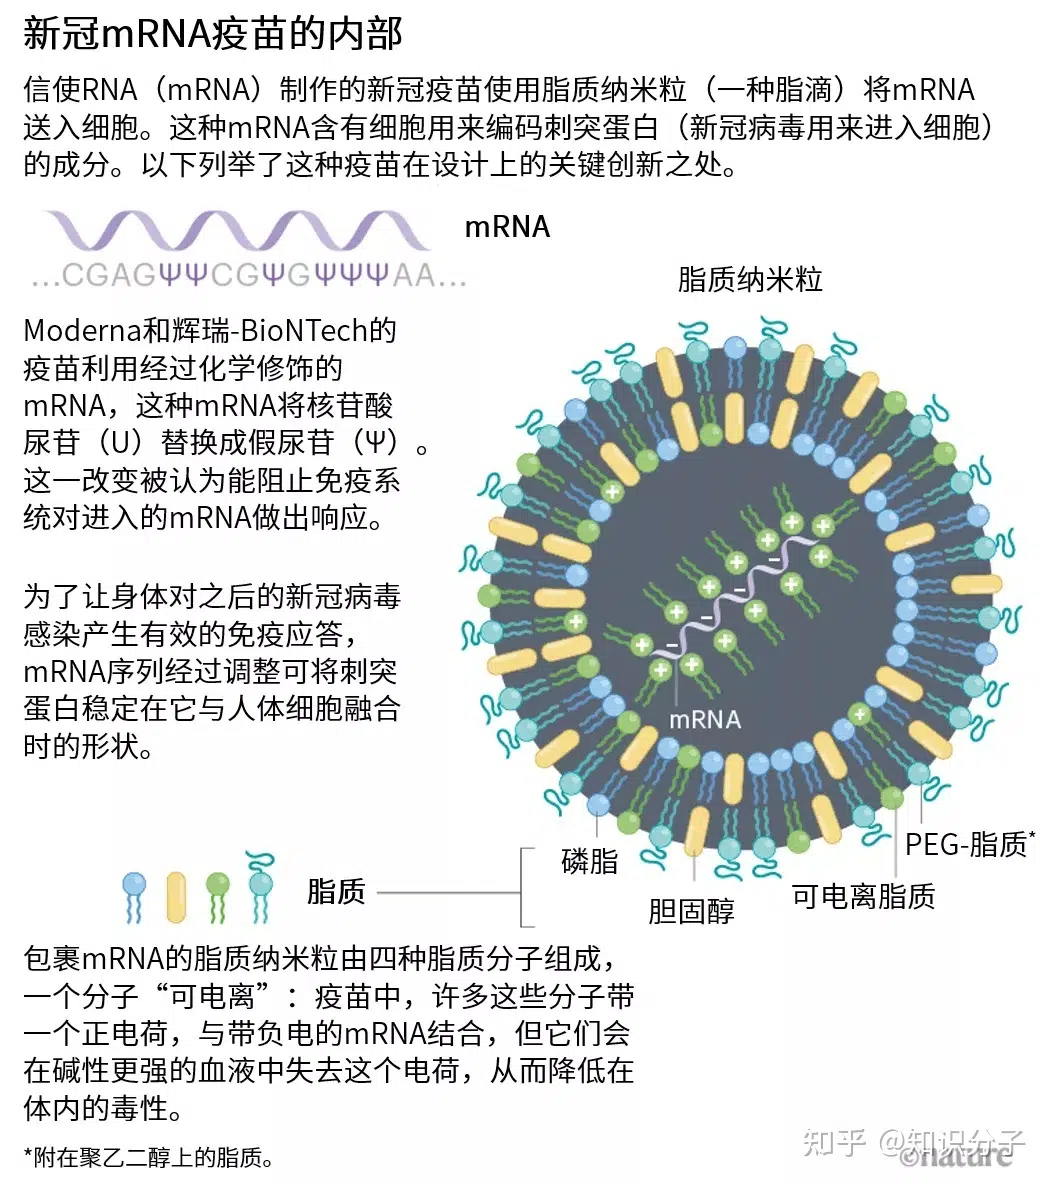 新冠mRNA疫苗的内部
信使RNA（mRNA）制作的新冠疫苗使用脂质纳米粒（一种脂滴）将mRNA
送入细胞。这种mRNA含有细胞用来编码刺突蛋白（新冠病毒用来进入细胞）
的成分。以下列举了这种疫苗在设计上的关键创新之处。
mRNA
...CGAGΨΨCGΨGΨΨΨAA...
脂质纳米粒
Moderna和辉瑞-BioNTech的
疫苗利用经过化学修饰的
mRNA，这种mRNA将核苷酸
尿苷（U）替换成假尿苷（Ψ）。
这一改变被认为能阻止免疫系
统对进入的mRNA做出响应。
为了让身体对之后的新冠病毒
感染产生有效的免疫应答，
mRNA序列经过调整可将刺突
蛋白稳定在它与人体细胞融合
时的形状。
mRNA
PEG-脂质*
磷脂
可电离脂质
胆固醇
脂质
包裹mRNA的脂质纳米粒由四种脂质分子组成，
一个分子“可电离”：疫苗中，许多这些分子带
一个正电荷，与带负电的mRNA结合，但它们会
在碱性更强的血液中失去这个电荷，从而降低在
体内的毒性。
*附在聚乙二醇上的脂质。
知乎 @知识分子
©nature